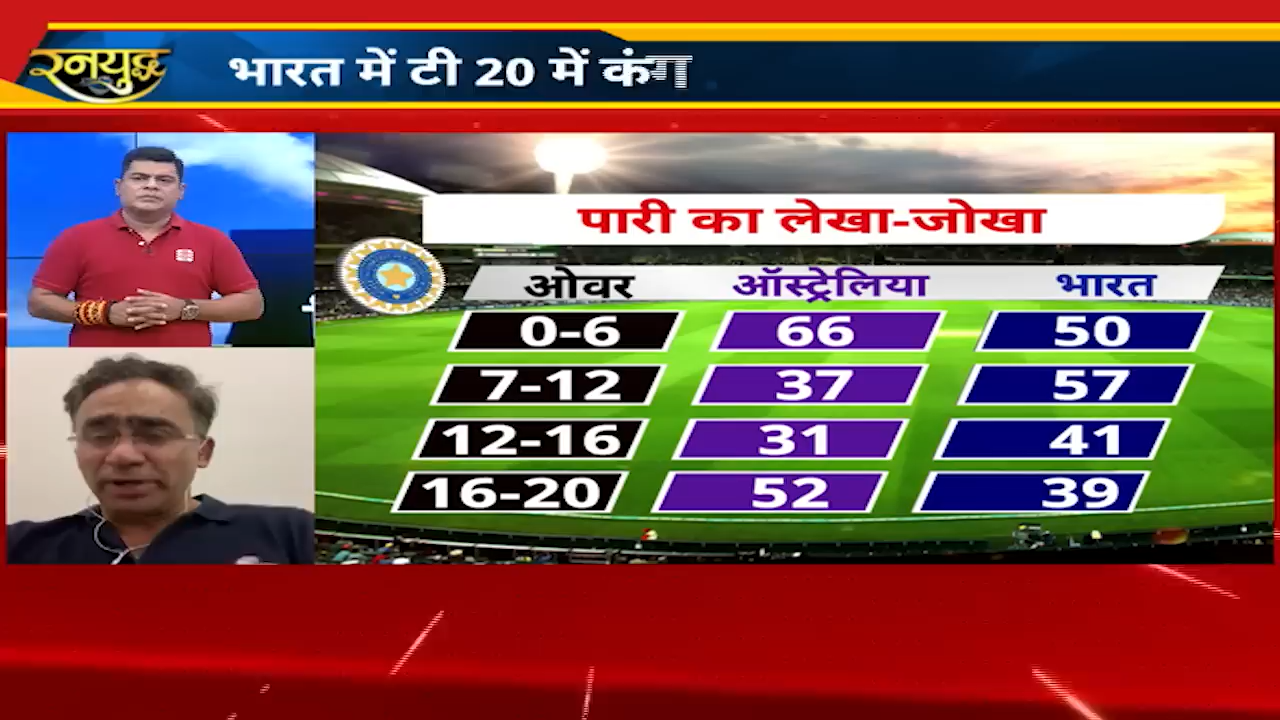 रनयुद्ध
भारत में टी 20 में
पारी का लेखा-जोखा
ओवर ऑस्ट्रेलिया भारत
0-6 66 50
7-12 37 57
12-16 31 41
16-20 52 39